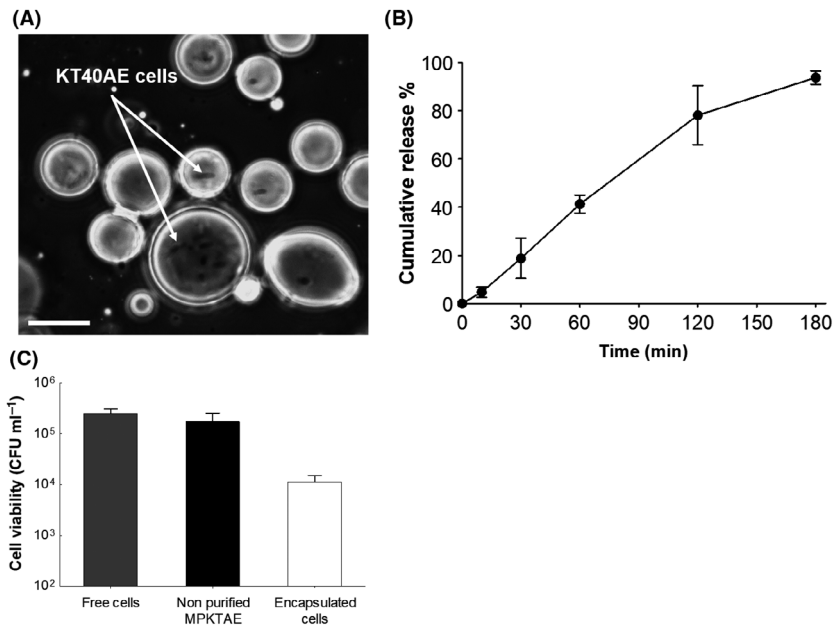 (A)
KT40AE cells
(B)
Cumulative release %
100
80
60
40
20
0
0 30 60 90 120 150 180
Time (min)
(C)
Cell viability (CFU ml⁻¹)
10⁶
10⁵
10⁴
10³
10²
Free cells
Non purified
MPKTAE
Encapsulated
cells